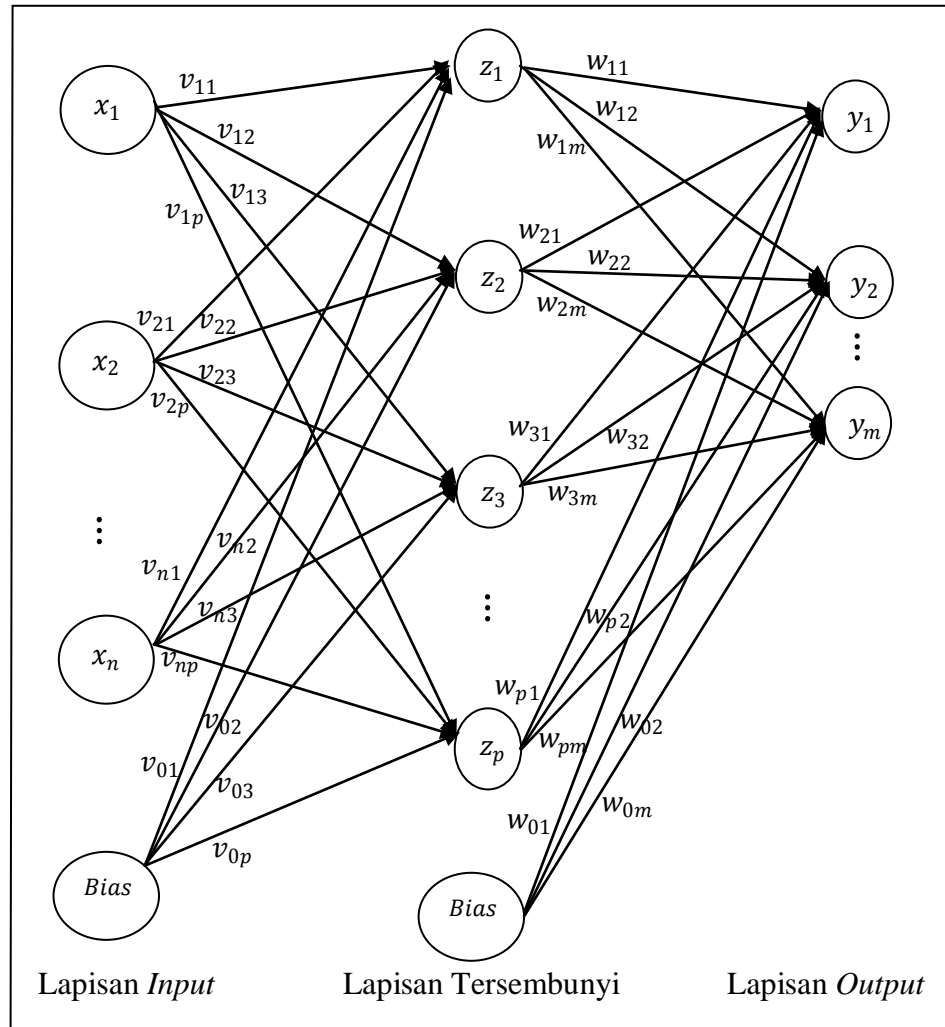 z₁
w₁₁
v₁₁
x₁
w₁₂
y₁
v₁₂
w₁ₘ
v₁₃
v₁ₚ
w₂₁
w₂₂
y₂
z₂
w₂ₘ
v₂₁
v₂₂
⋮
x₂
v₂₃
v₂ₚ
yₘ
w₃₁
w₃₂
z₃
w₃ₘ
⋮
vₙ₂
vₙ₁
⋮
vₙ₃
wₚ₂
xₙ
vₙₚ
wₚ₁
v₀₂
w₀₂
zₚ
wₚₘ
v₀₁
v₀₃
w₀₁
w₀ₘ
v₀ₚ
Bias
Bias
Lapisan Input
Lapisan Tersembunyi
Lapisan Output